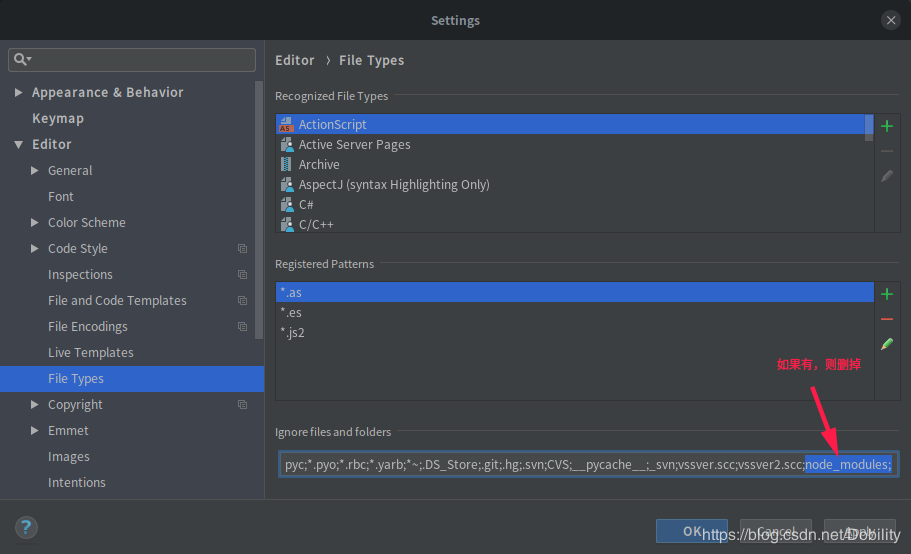 Settings
Appearance & Behavior
Keymap
Editor
General
Font
Color Scheme
Code Style
Inspections
File and Code Templates
File Encodings
Live Templates
File Types
Copyright
Emmet
Images
Intentions
Editor › File Types
Recognized File Types
AS
ActionScript
Active Server Pages
Archive
AspectJ (syntax Highlighting Only)
C#
C/C++
Registered Patterns
*.as
*.es
*.js2
如果有，则删掉
Ignore files and folders
pyc;*.pyo;*.rbc;*.yarb;*~;.DS_Store;.git;.hg;.svn;CVS;__pycache__;_svn;vssver.scc;vssver2.scc;node_modules;
?
OK
Cancel
Apply
https://blog.csdn.net/Dobility